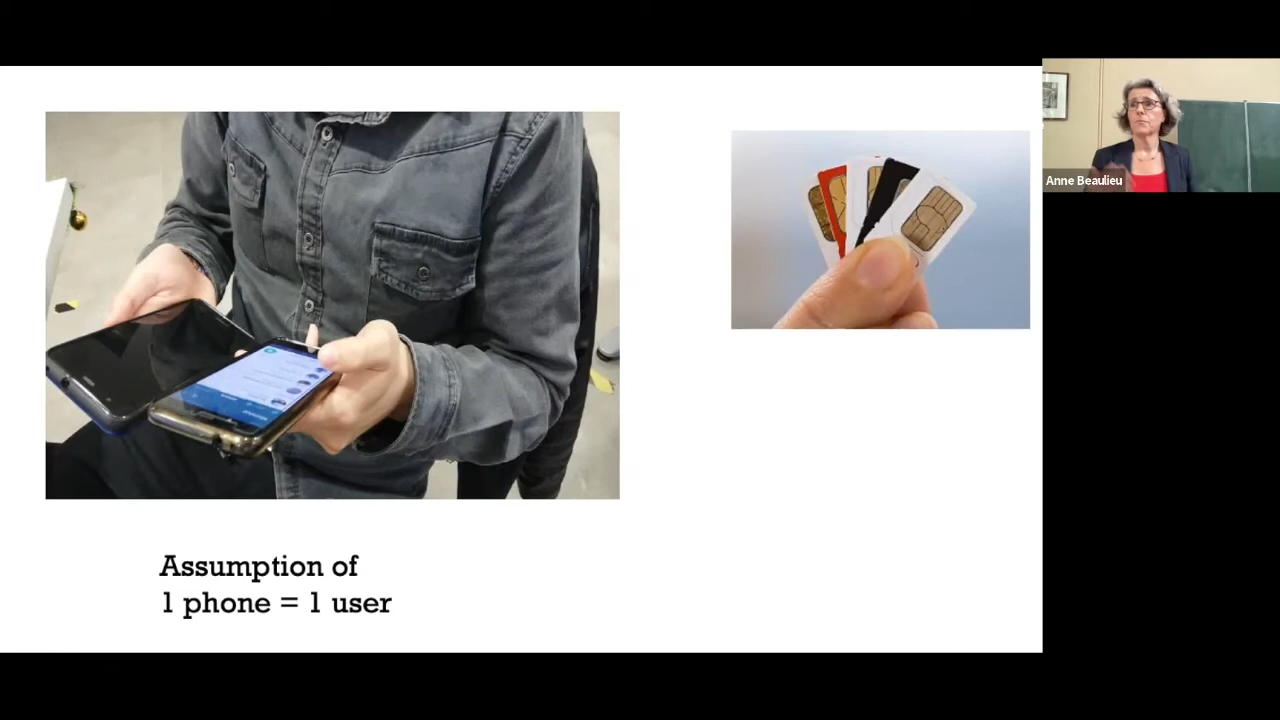 Anne Beaulieu
Assumption of
1 phone = 1 user